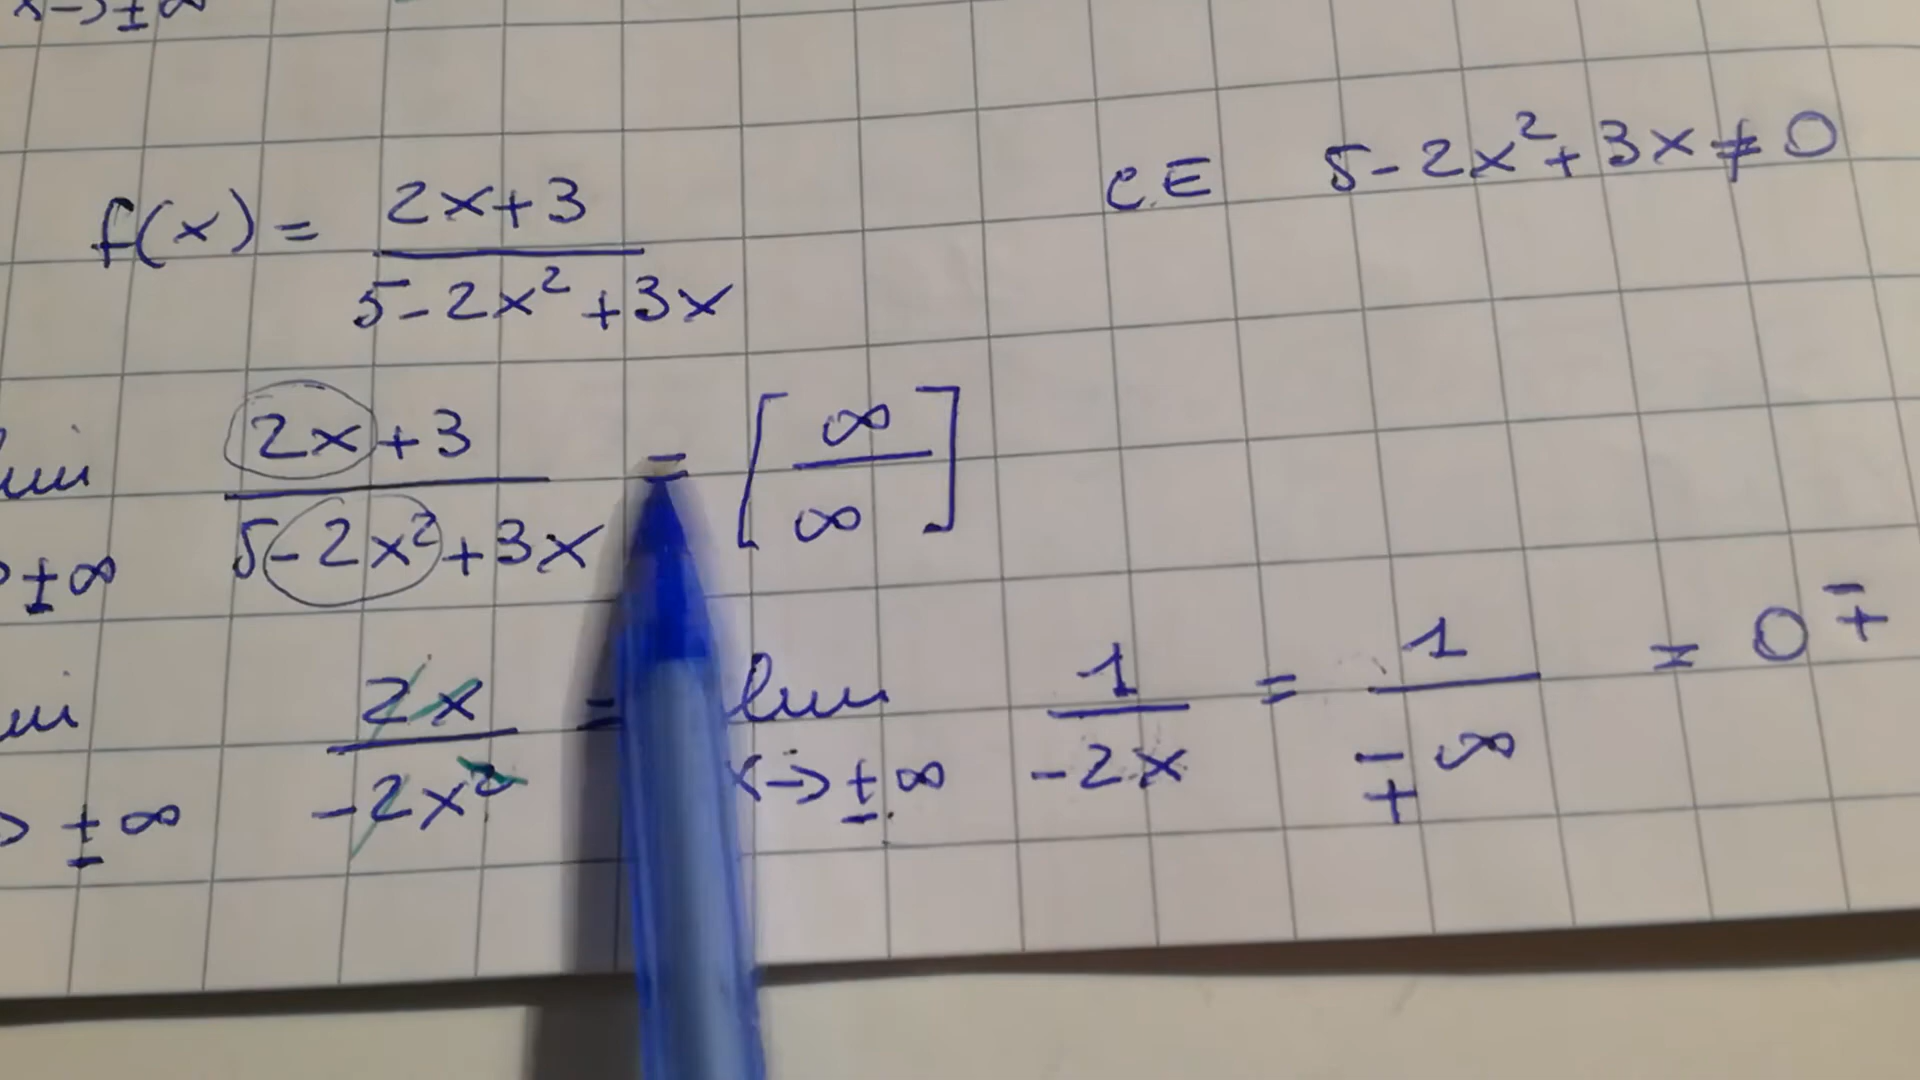 x→±∞
C.E 5-2x²+3x≠0
f(x) = (2x+3)/(5-2x²+3x)
lim →±∞ (2x+3)/(5-2x²+3x) = [∞/∞]
lim →±∞ 2x/(-2x²) = lim x→±∞ 1/(-2x) = 1/(∓∞) = 0^∓